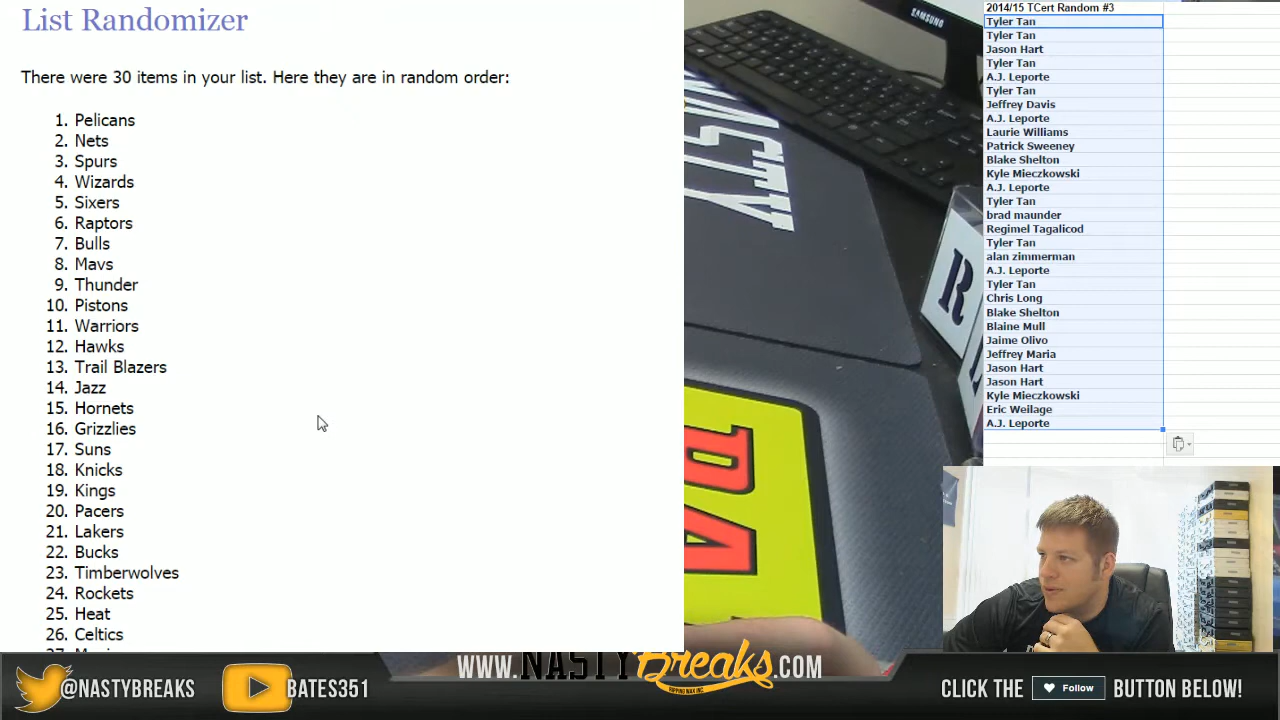 List Randomizer
There were 30 items in your list. Here they are in random order:
1. Pelicans
2. Nets
3. Spurs
4. Wizards
5. Sixers
6. Raptors
7. Bulls
8. Mavs
9. Thunder
10. Pistons
11. Warriors
12. Hawks
13. Trail Blazers
14. Jazz
15. Hornets
16. Grizzlies
17. Suns
18. Knicks
19. Kings
20. Pacers
21. Lakers
22. Bucks
23. Timberwolves
24. Rockets
25. Heat
26. Celtics
SAMSUNG
R
2014/15 TCert Random #3
Tyler Tan
Tyler Tan
Jason Hart
Tyler Tan
A.J. Leporte
Tyler Tan
Jeffrey Davis
A.J. Leporte
Laurie Williams
Patrick Sweeney
Blake Shelton
Kyle Mieczkowski
A.J. Leporte
Tyler Tan
brad maunder
Regimel Tagalicod
Tyler Tan
alan zimmerman
A.J. Leporte
Tyler Tan
Chris Long
Blake Shelton
Blaine Mull
Jaime Olivo
Jeffrey Maria
Jason Hart
Jason Hart
Kyle Mieczkowski
Eric Weilage
A.J. Leporte
@NASTYBREAKS
BATES351
WWW.NASTYBreaks.COM
RIPPING WAX INC
CLICK THE Follow BUTTON BELOW!